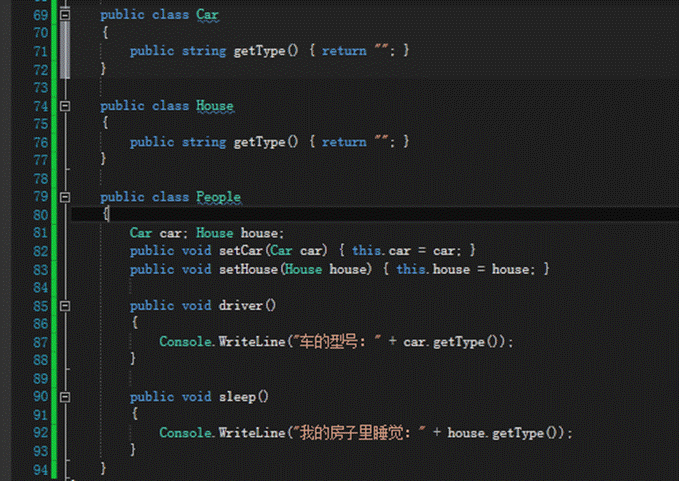 69 public class Car
70 {
71 public string getType() { return ""; }
72 }
73
74 public class House
75 {
76 public string getType() { return ""; }
77 }
78
79 public class People
80 {
81 Car car; House house;
82 public void setCar(Car car) { this.car = car; }
83 public void setHouse(House house) { this.house = house; }
84
85 public void driver()
86 {
87 Console.WriteLine("车的型号: " + car.getType());
88 }
89
90 public void sleep()
91 {
92 Console.WriteLine("我的房子里睡觉: " + house.getType());
93 }
94 }